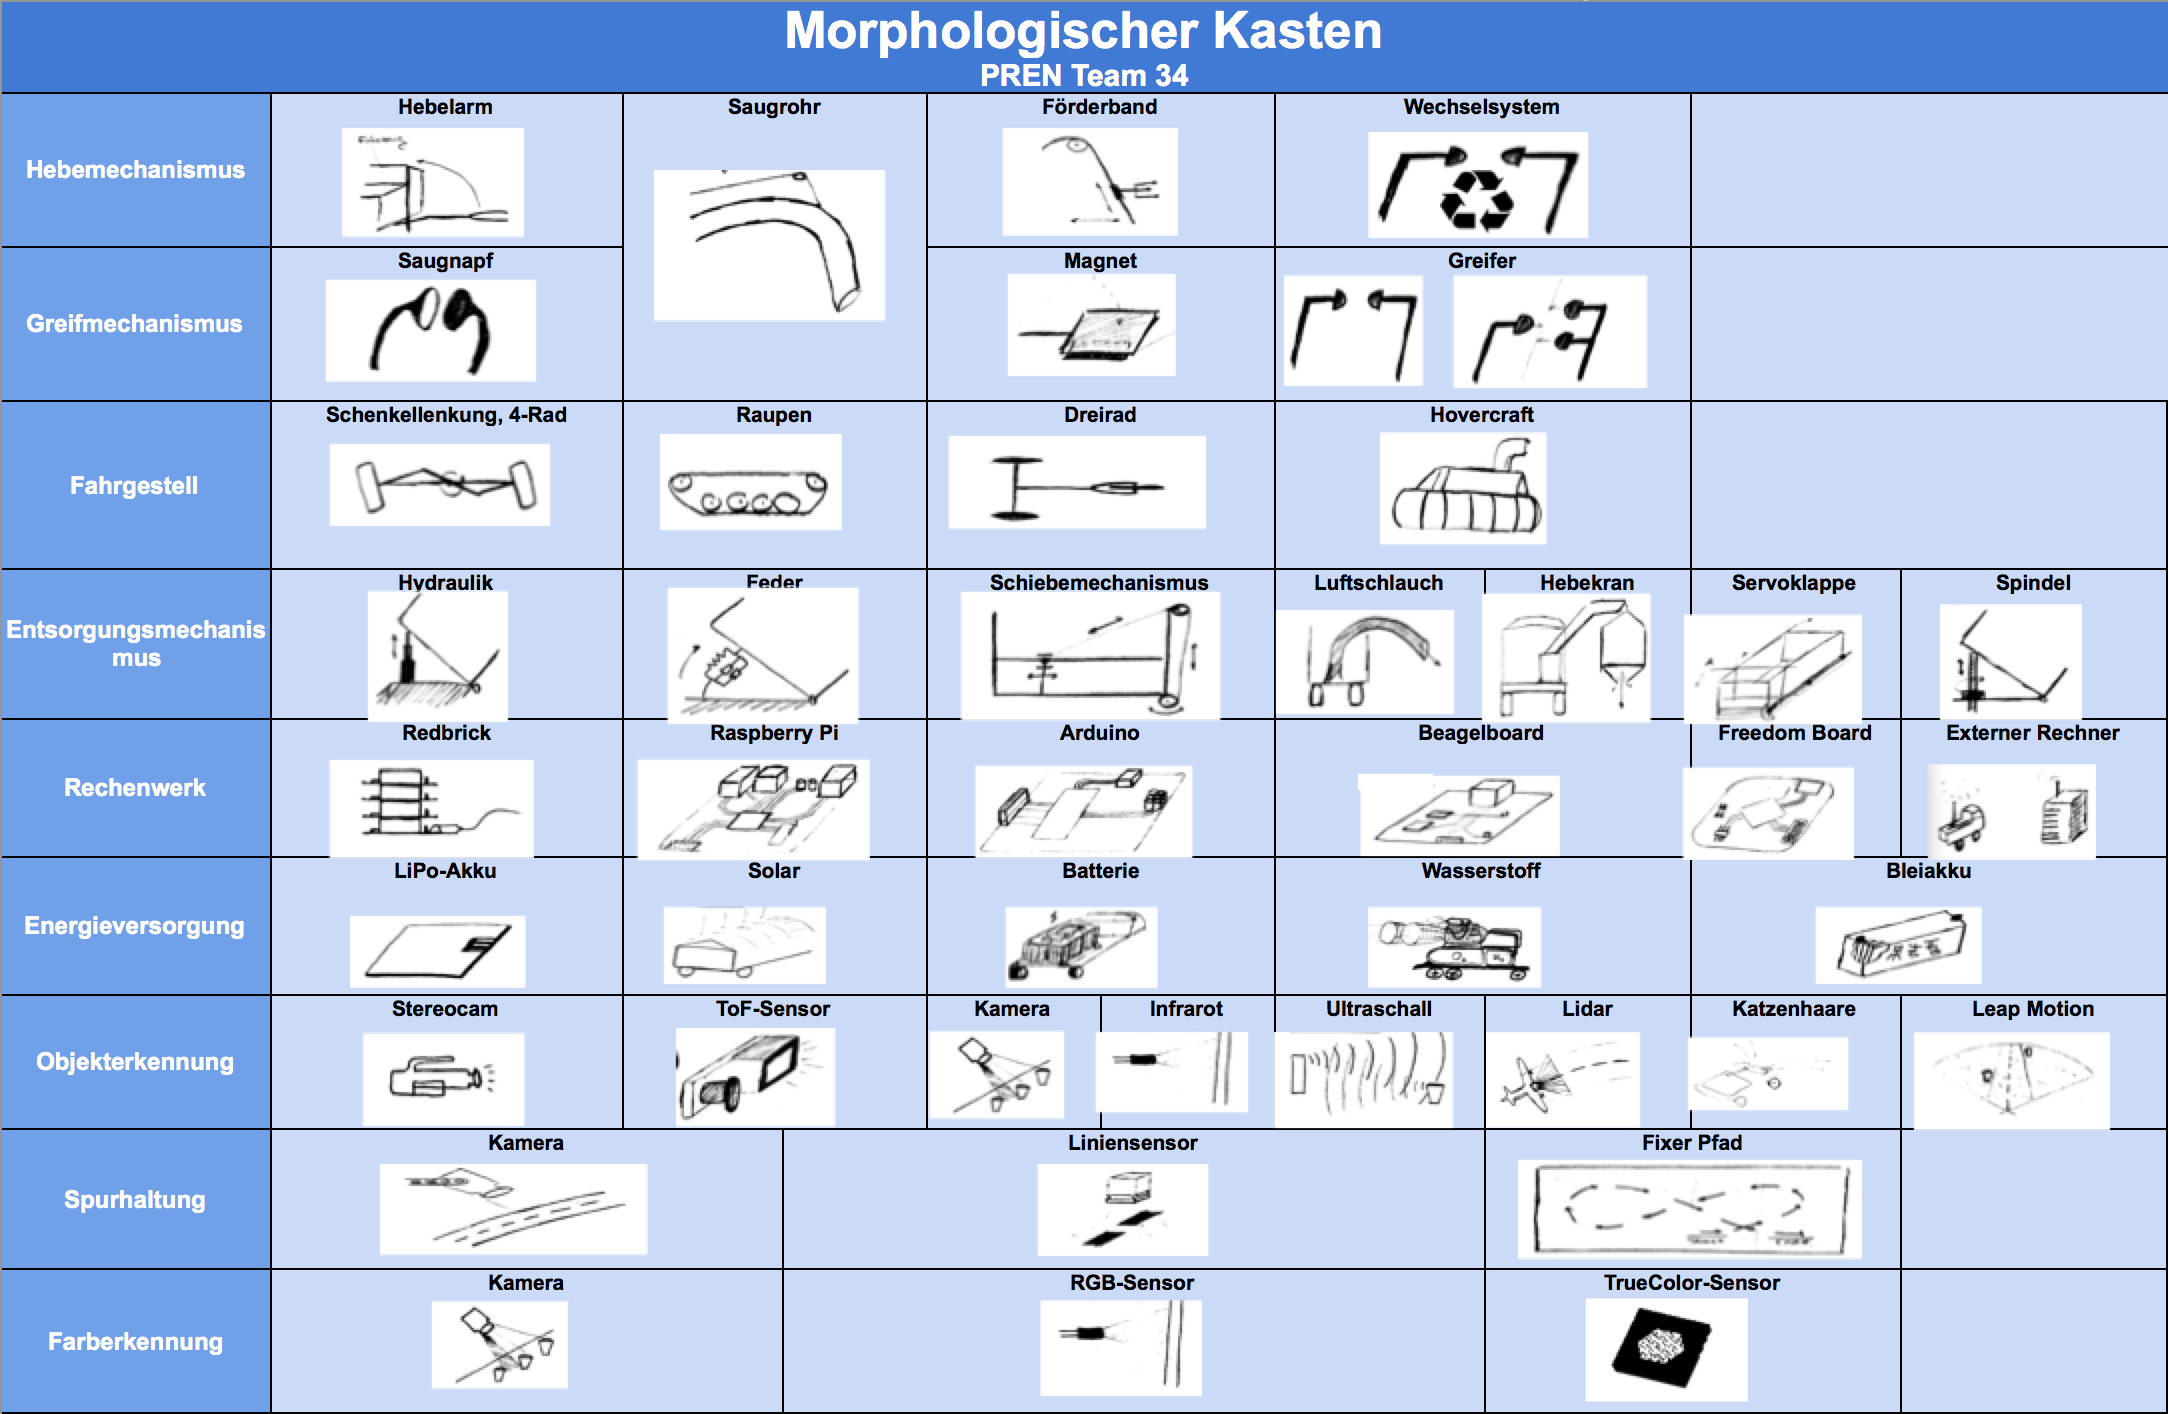 Morphologischer Kasten
PREN Team 34
Hebemechanismus
Hebelarm
Saugrohr
Förderband
Wechselsystem
Greifmechanismus
Saugnapf
Magnet
Greifer
Fahrgestell
Schenkellenkung, 4-Rad
Raupen
Dreirad
Hovercraft
Entsorgungsmechanis
mus
Hydraulik
Feder
Schiebemechanismus
Luftschlauch
Hebekran
Servoklappe
Spindel
Rechenwerk
Redbrick
Raspberry Pi
Arduino
Beagelboard
Freedom Board
Externer Rechner
Energieversorgung
LiPo-Akku
Solar
Batterie
Wasserstoff
Bleiakku
Objekterkennung
Stereocam
ToF-Sensor
Kamera
Infrarot
Ultraschall
Lidar
Katzenhaare
Leap Motion
Spurhaltung
Kamera
Liniensensor
Fixer Pfad
Farberkennung
Kamera
RGB-Sensor
TrueColor-Sensor